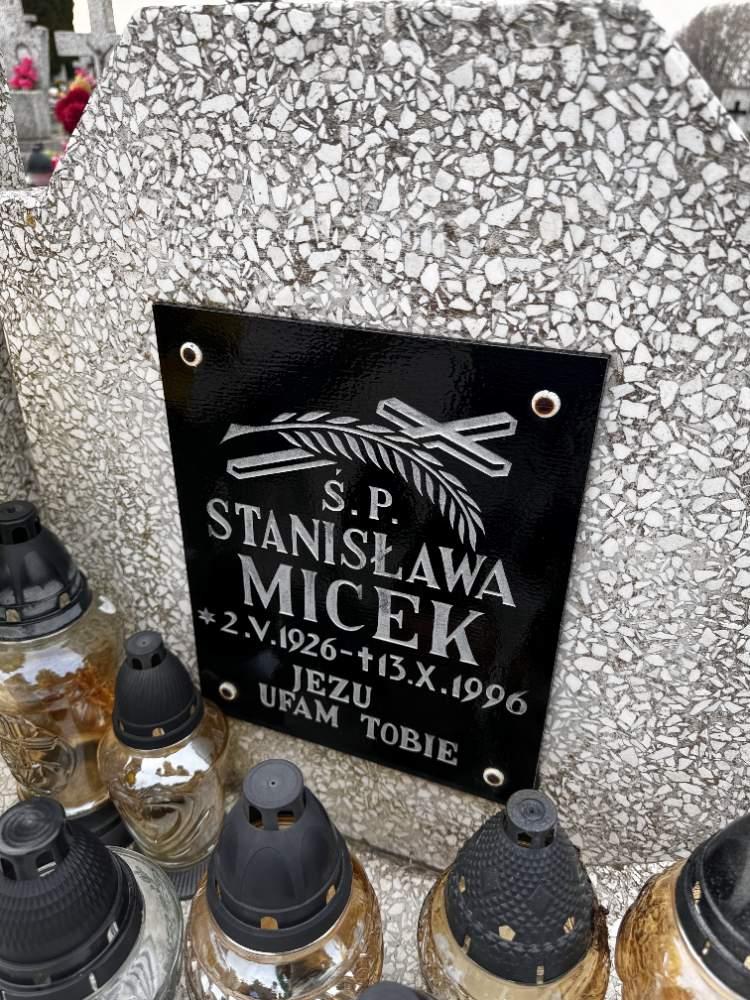 Ś.P.
STANISŁAWA
MICEK
*2.V.1926-†13.X.1996
JEZU
UFAM TOBIE